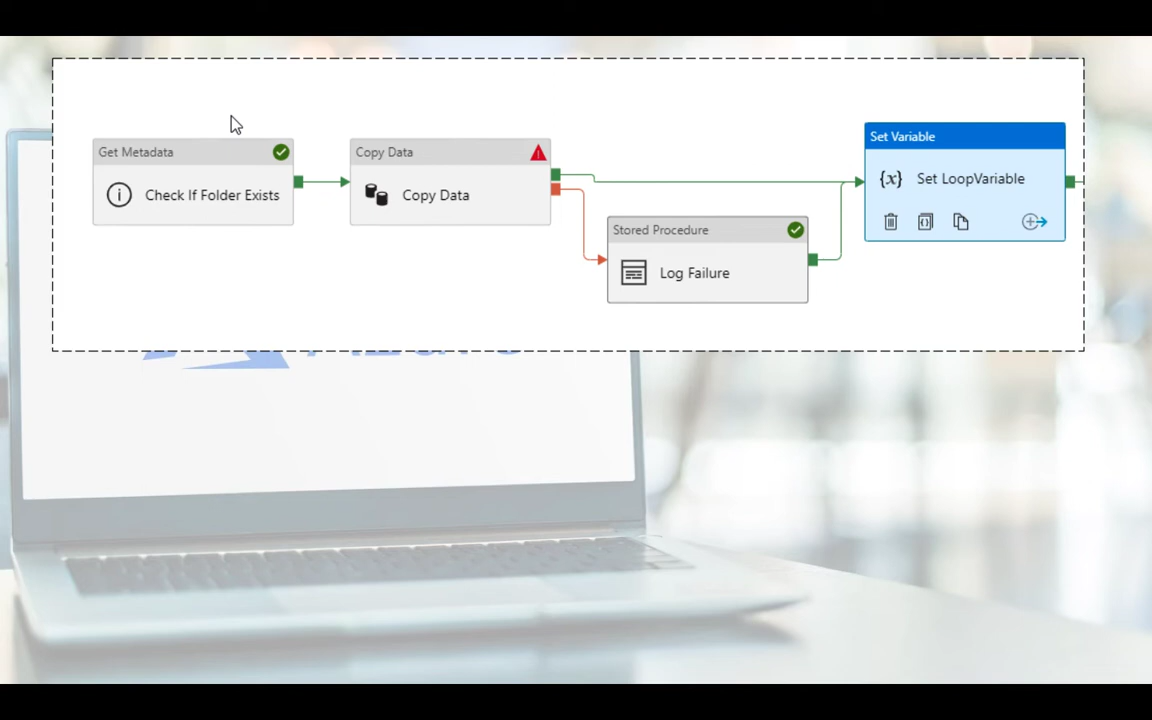 Get Metadata
Check If Folder Exists
Copy Data
Copy Data
Stored Procedure
Log Failure
Set Variable
{x} Set LoopVariable